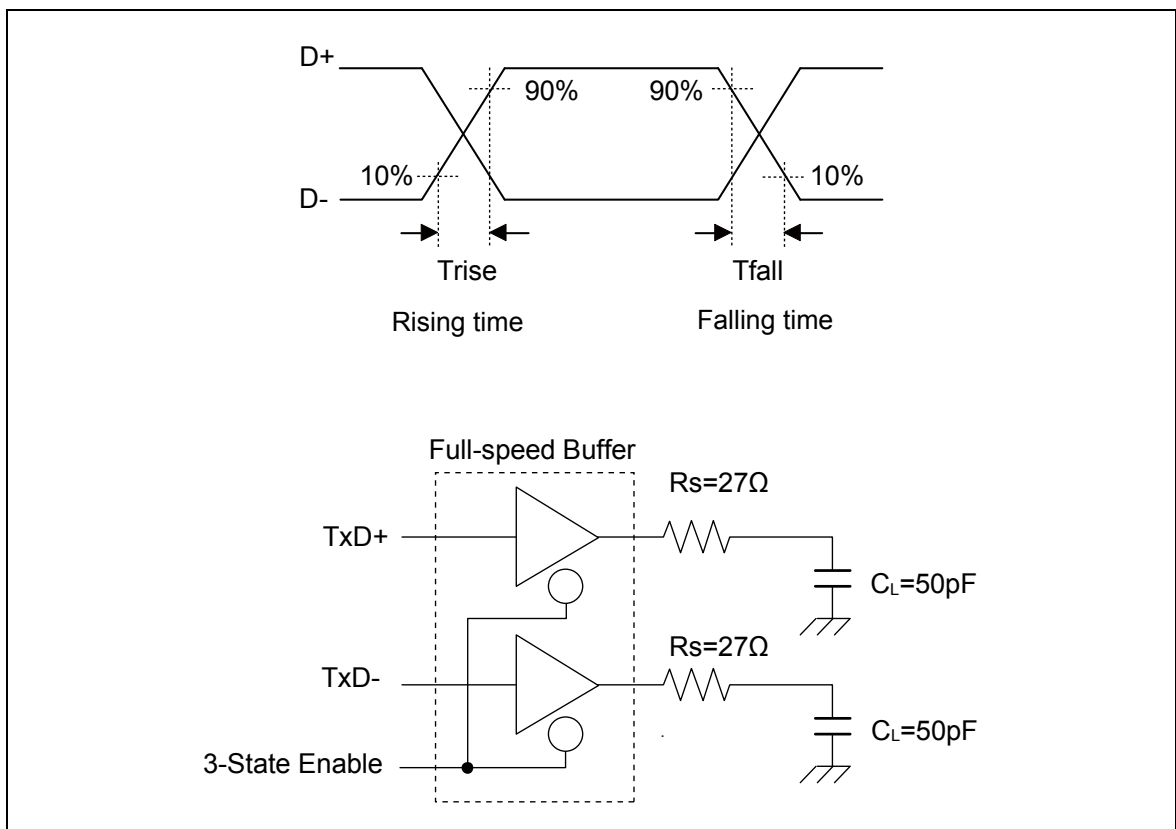 D+
90% 90%
10% 10%
D-
Trise Tfall
Rising time Falling time
Full-speed Buffer
Rs=27Ω
TxD+
CL=50pF
Rs=27Ω
TxD-
CL=50pF
3-State Enable